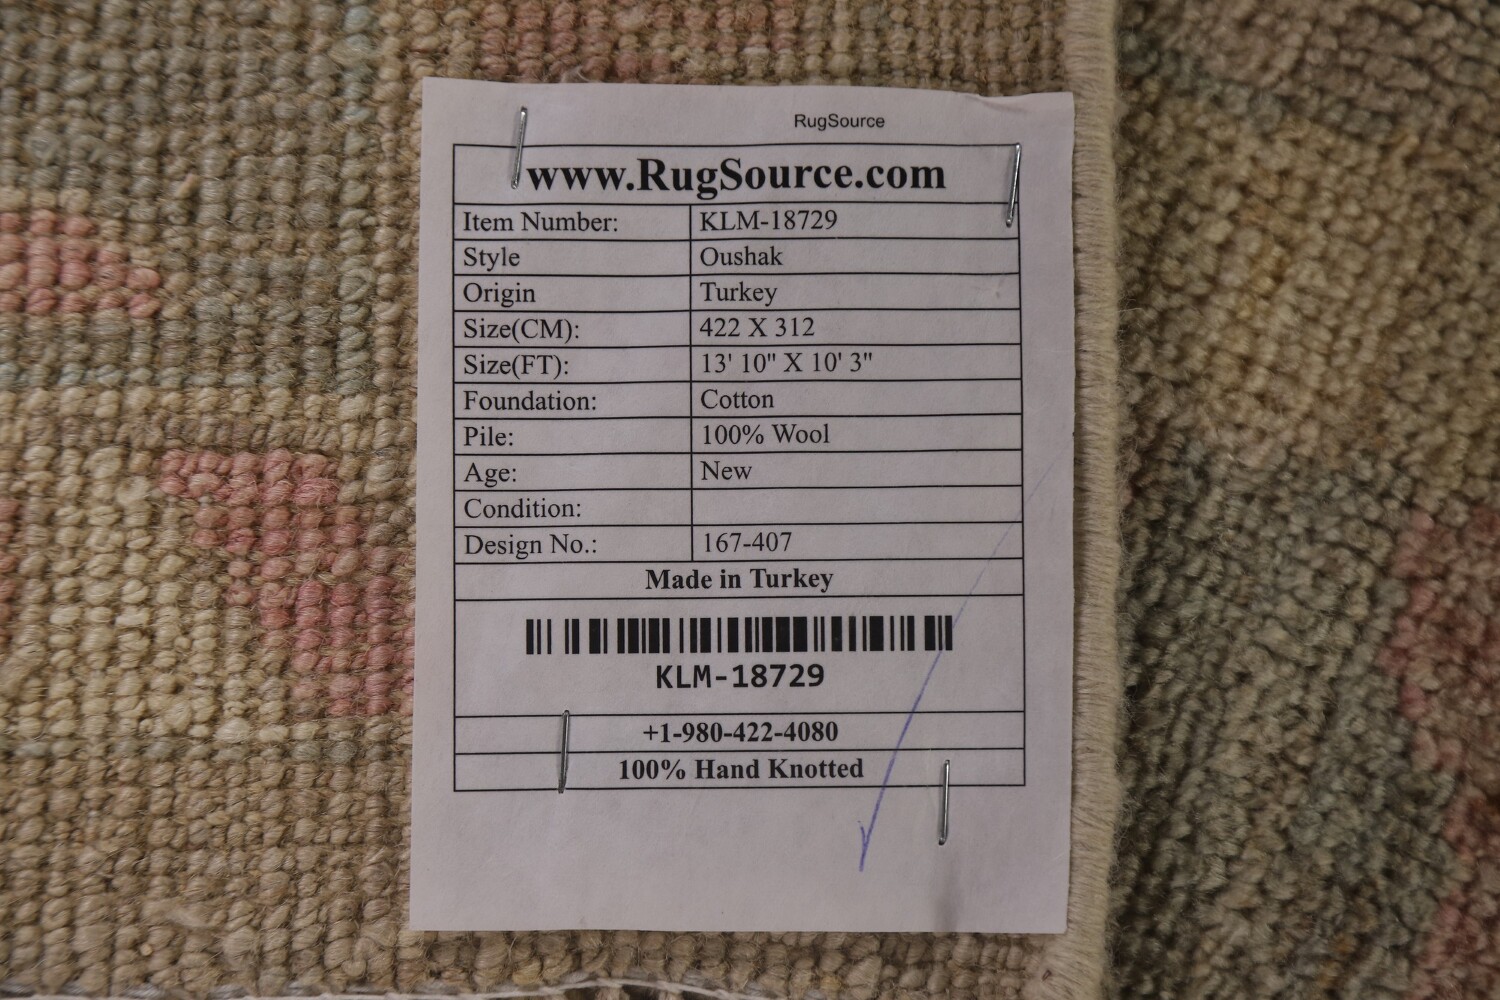 RugSource
www.RugSource.com
Item Number: KLM-18729
Style Oushak
Origin Turkey
Size(CM): 422 X 312
Size(FT): 13' 10" X 10' 3"
Foundation: Cotton
Pile: 100% Wool
Age: New
Condition:
Design No.: 167-407
Made in Turkey
KLM-18729
+1-980-422-4080
100% Hand Knotted